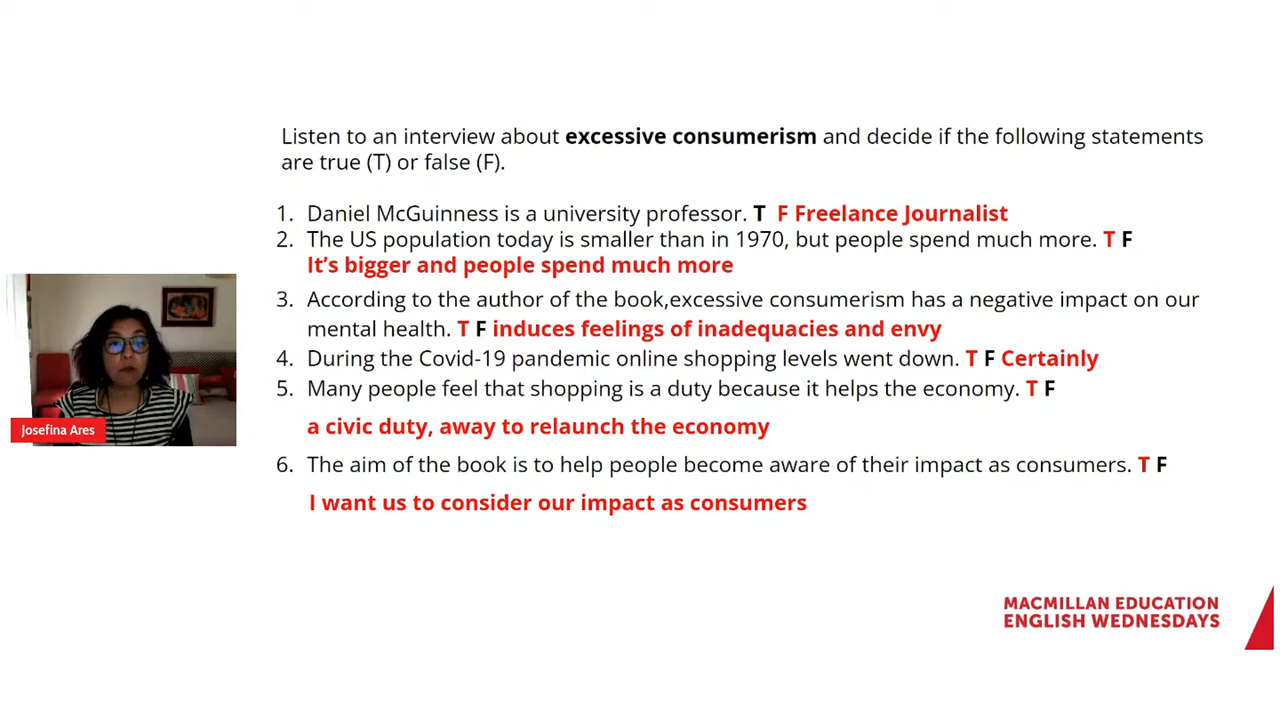 Listen to an interview about excessive consumerism and decide if the following statements
are true (T) or false (F).
1. Daniel McGuinness is a university professor. T F Freelance Journalist
2. The US population today is smaller than in 1970, but people spend much more. T F
It's bigger and people spend much more
3. According to the author of the book,excessive consumerism has a negative impact on our
mental health. T F induces feelings of inadequacies and envy
4. During the Covid-19 pandemic online shopping levels went down. T F Certainly
5. Many people feel that shopping is a duty because it helps the economy. T F
a civic duty, away to relaunch the economy
6. The aim of the book is to help people become aware of their impact as consumers. T F
I want us to consider our impact as consumers
Josefina Ares
MACMILLAN EDUCATION
ENGLISH WEDNESDAYS